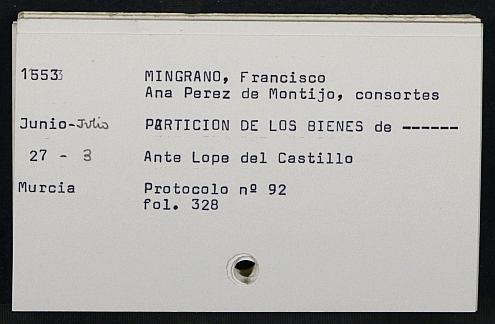 1553 MINGRANO, Francisco
Ana Perez de Montijo, consortes
Junio-Julio PARTICION DE LOS BIENES de ------
27 - 3 Ante Lope del Castillo
Murcia Protocolo nº 92
fol. 328